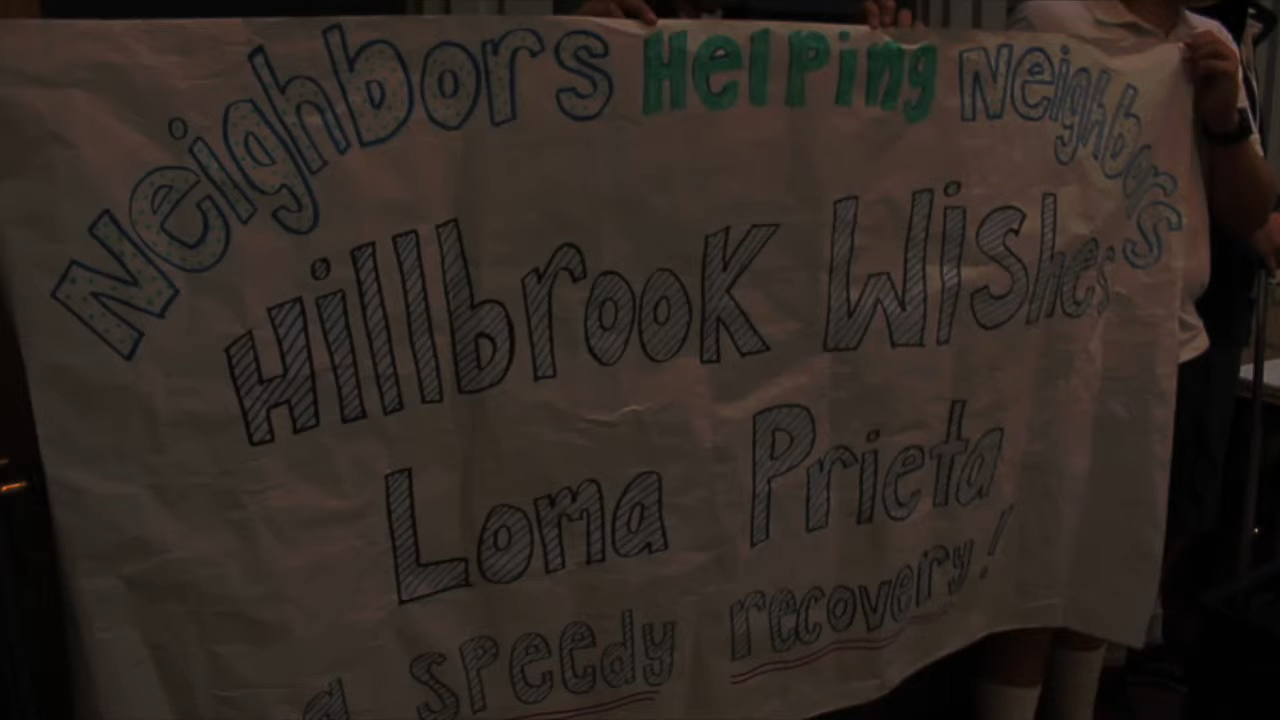 Neighbors Helping Neighbors
Hillbrook Wishes
Loma Prieta
a speedy recovery!